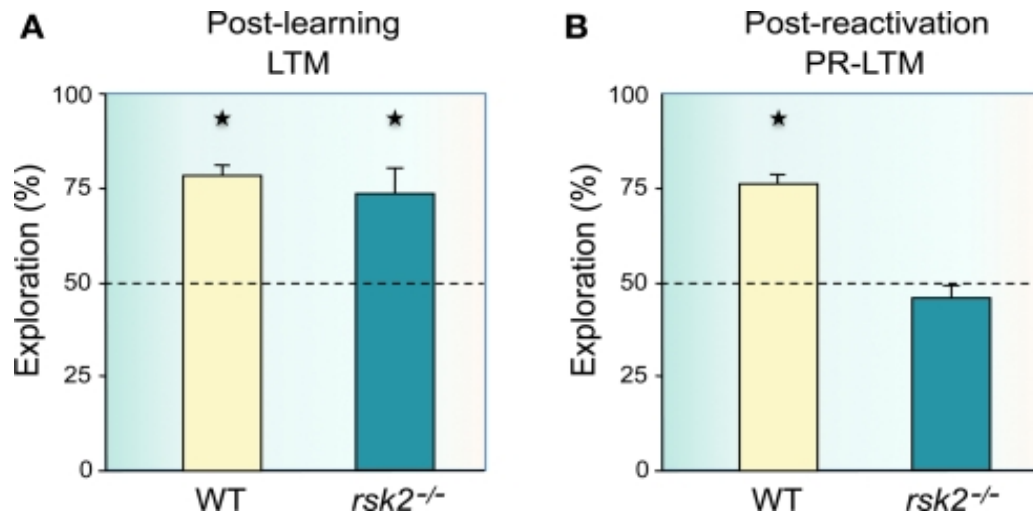 A
Post-learning
LTM
Exploration (%)
100
75
50
25
0
★
★
WT
rsk2-/-
B
Post-reactivation
PR-LTM
Exploration (%)
100
75
50
25
0
★
WT
rsk2-/-